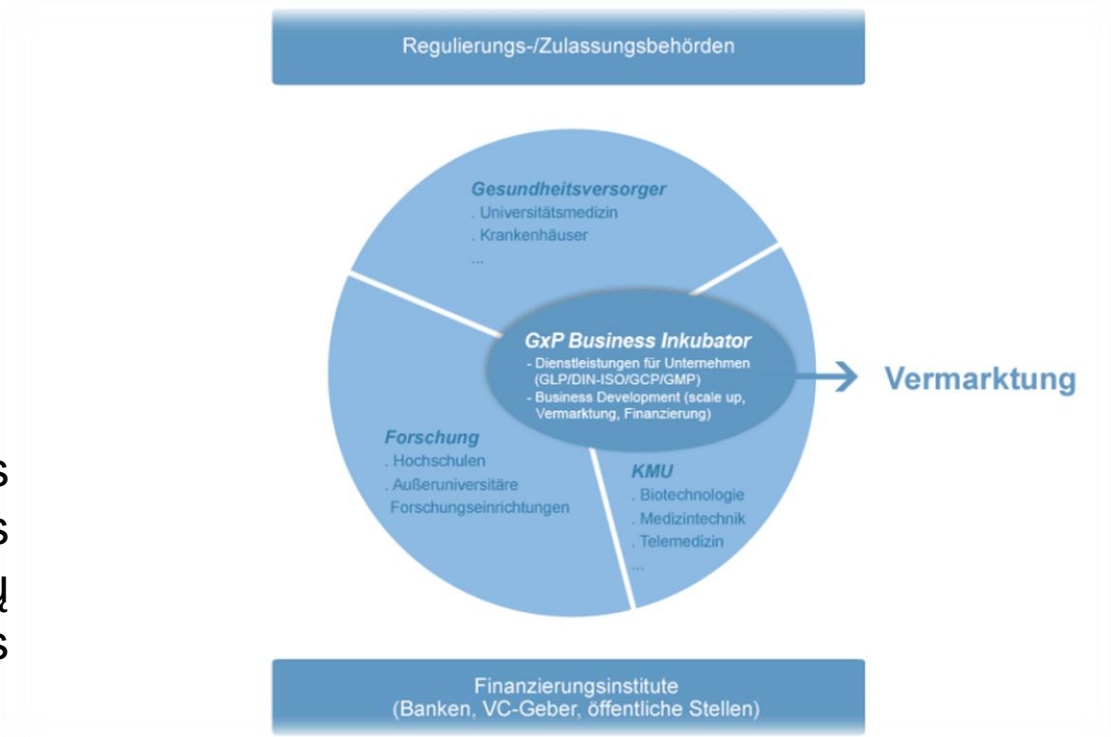 Regulierungs-/Zulassungsbehörden
Gesundheitsversorger
. Universitätsmedizin
. Krankenhäuser
...
GxP Business Inkubator
- Dienstleistungen für Unternehmen
(GLP/DIN-ISO/GCP/GMP)
- Business Development (scale up,
Vermarktung, Finanzierung)
Vermarktung
Forschung
. Hochschulen
. Außeruniversitäre
Forschungseinrichtungen
KMU
. Biotechnologie
. Medizintechnik
. Telemedizin
...
s
s
ų
s
Finanzierungsinstitute
(Banken, VC-Geber, öffentliche Stellen)